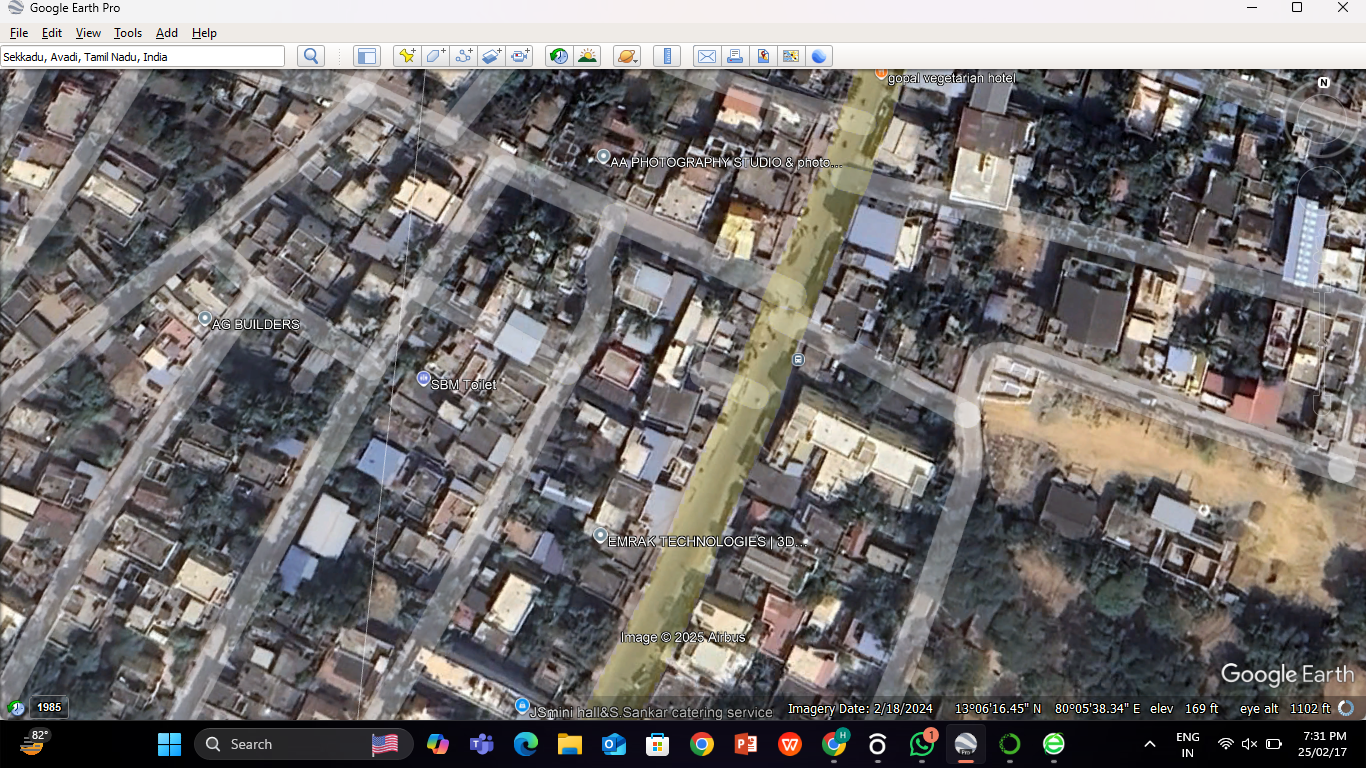 Google Earth Pro
File Edit View Tools Add Help
Sekkadu, Avadi, Tamil Nadu, India
gopal vegetarian hotel
N
AA PHOTOGRAPHY STUDIO & photo...
AG BUILDERS
SBM Toilet
EMRAK TECHNOLOGIES | 3D...
Image © 2025 Airbus
Google Earth
1985
JSmini hall&S.Sankar catering service
Imagery Date: 2/18/2024 13°06'16.45" N 80°05'38.34" E elev 169 ft eye alt 1102 ft
82°
Search
H
1
Pro
ENG
IN
7:31 PM
25/02/17